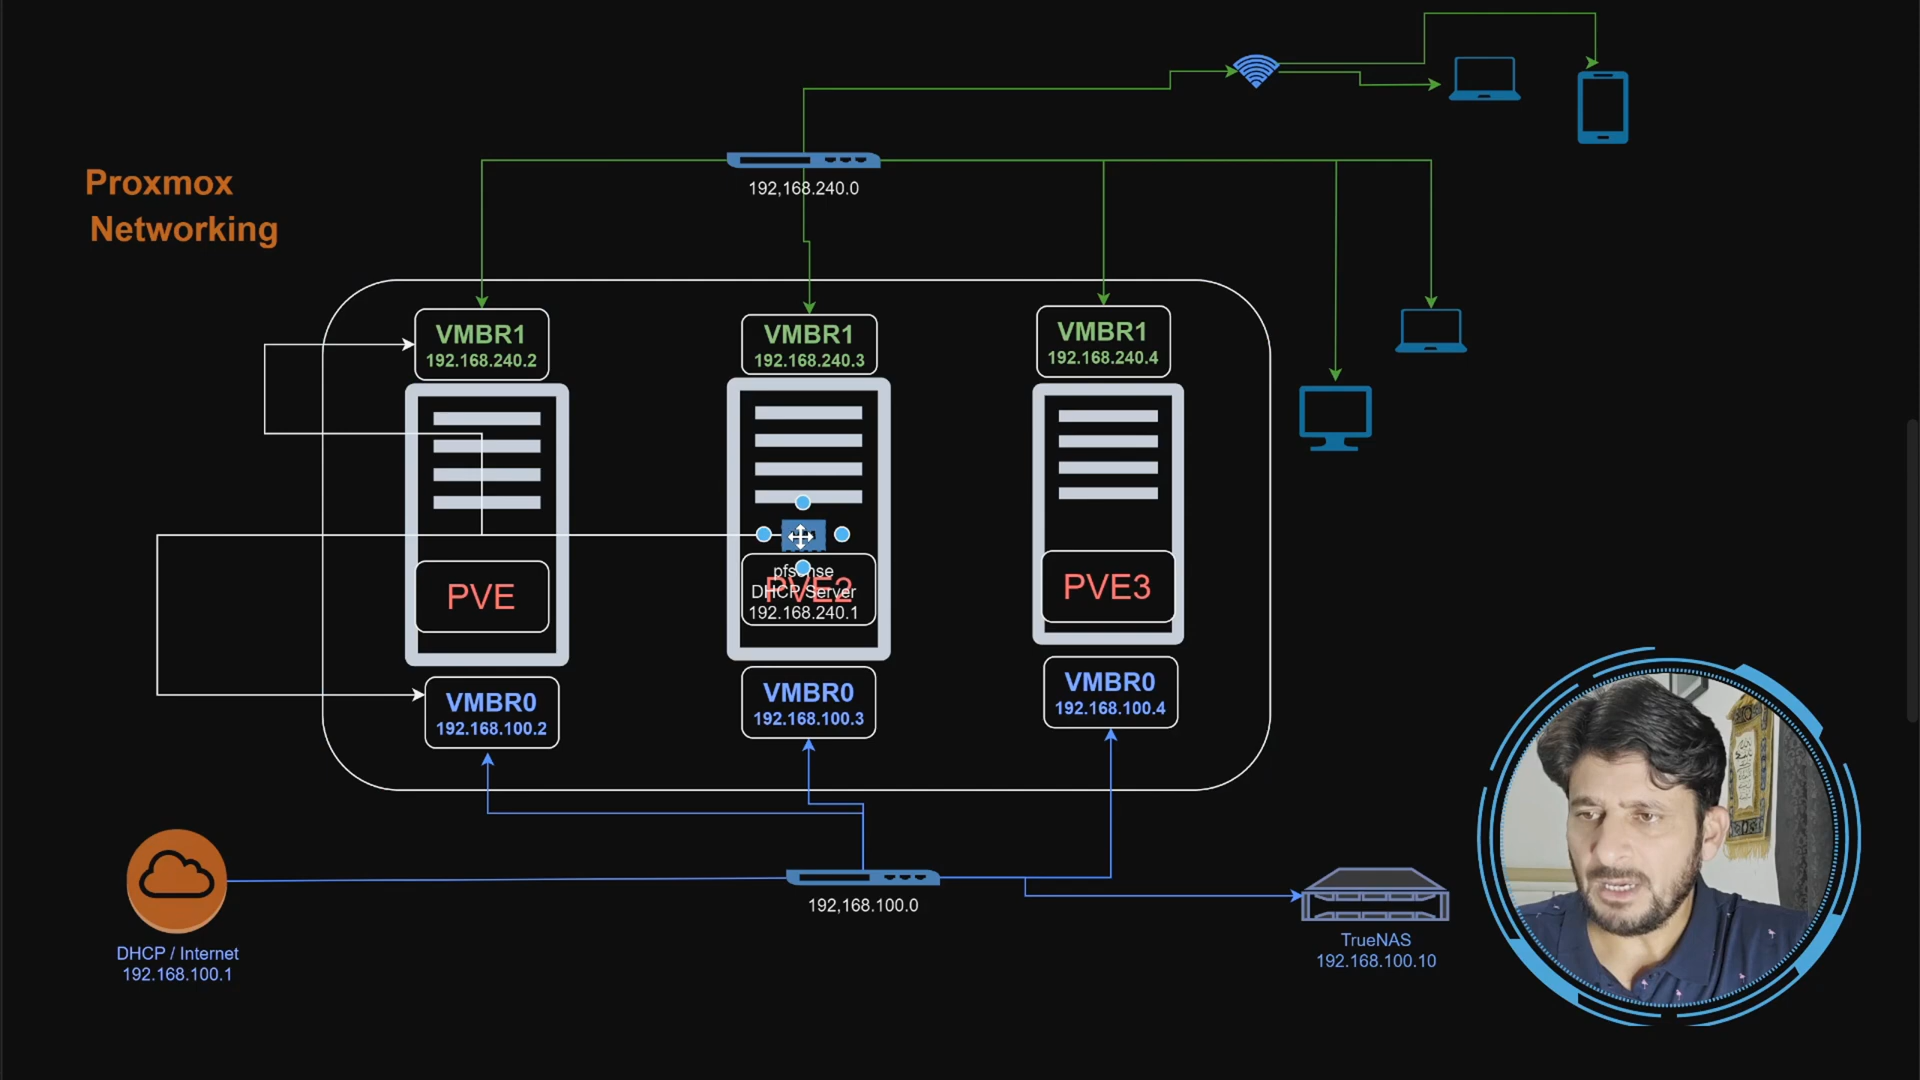 Proxmox
Networking
192,168.240.0
VMBR1
192.168.240.2
VMBR1
192.168.240.3
VMBR1
192.168.240.4
PVE
pfsense
DHCP Server
192.168.240.1
PVE2
PVE3
VMBR0
192.168.100.2
VMBR0
192.168.100.3
VMBR0
192.168.100.4
192,168.100.0
DHCP / Internet
192.168.100.1
TrueNAS
192.168.100.10